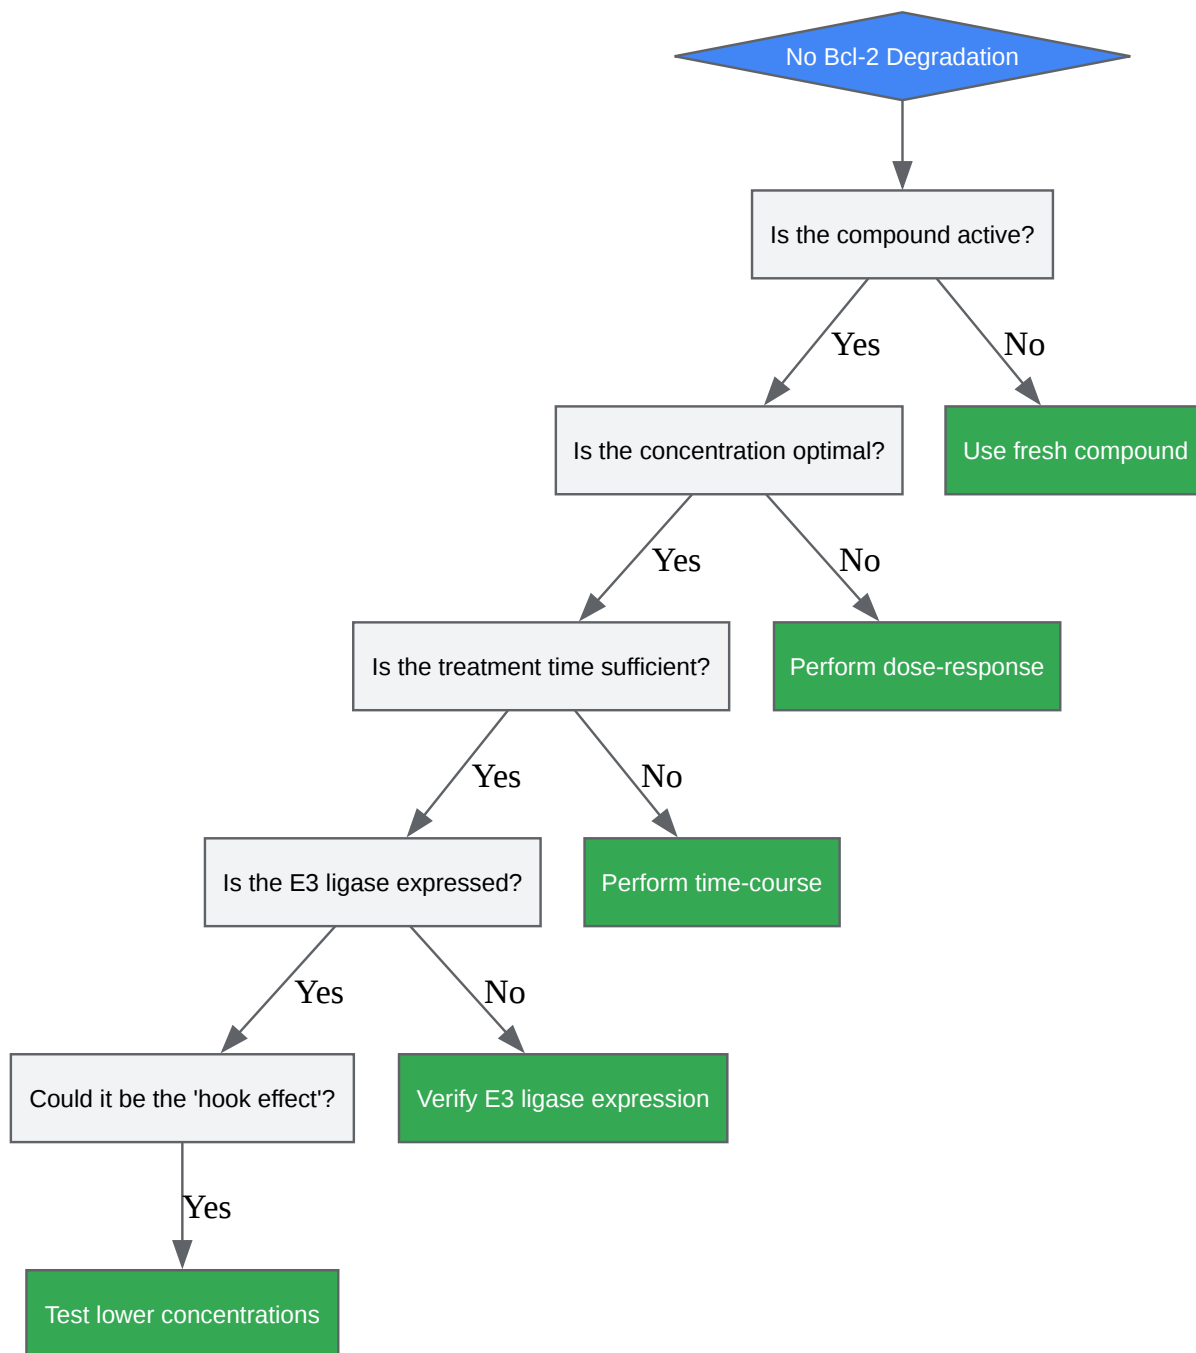 No Bcl-2 Degradation
Is the compound active?
Yes
No
Is the concentration optimal?
Use fresh compound
Yes
No
Is the treatment time sufficient?
Perform dose-response
Yes
No
Is the E3 ligase expressed?
Perform time-course
Yes
No
Could it be the 'hook effect'?
Verify E3 ligase expression
Yes
Test lower concentrations